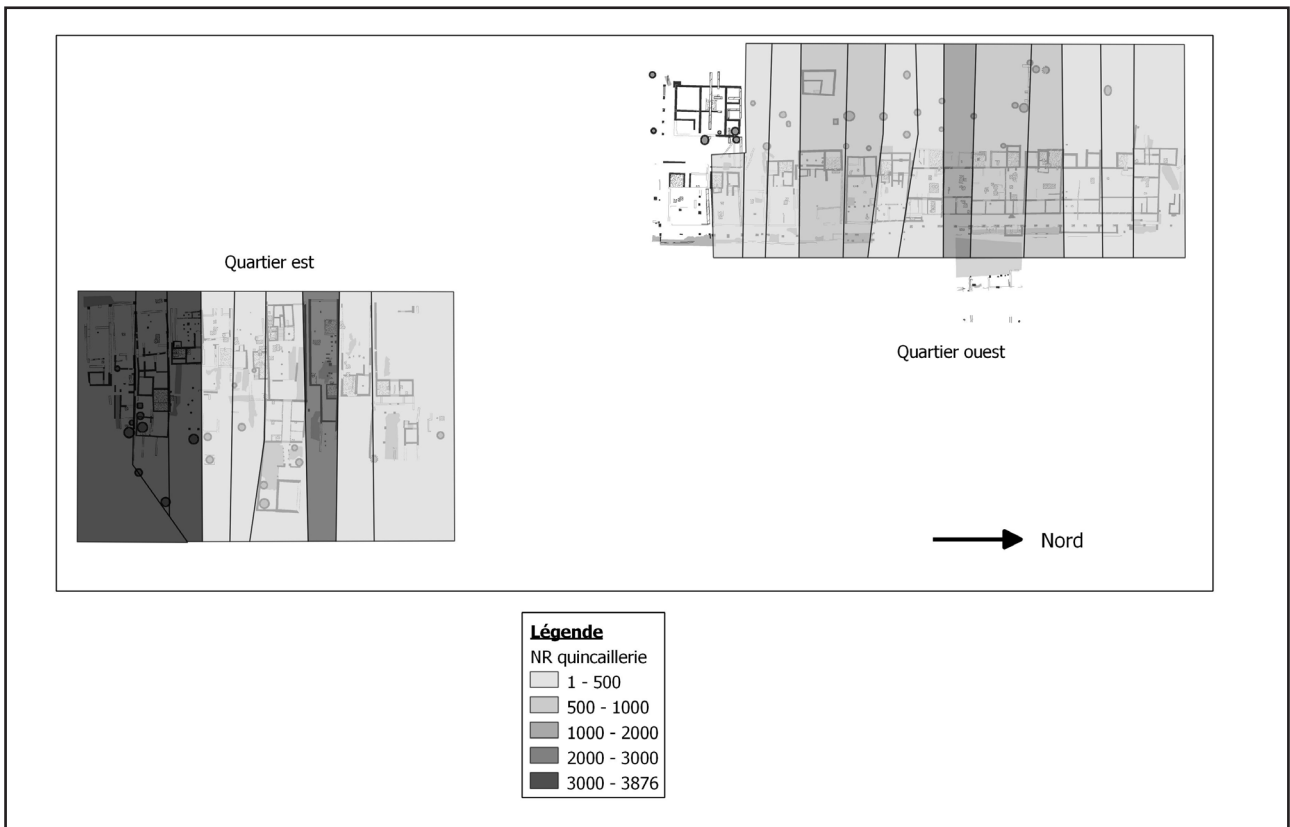 Quartier est
Quartier ouest
Nord
Légende
NR quincaillerie
1 - 500
500 - 1000
1000 - 2000
2000 - 3000
3000 - 3876